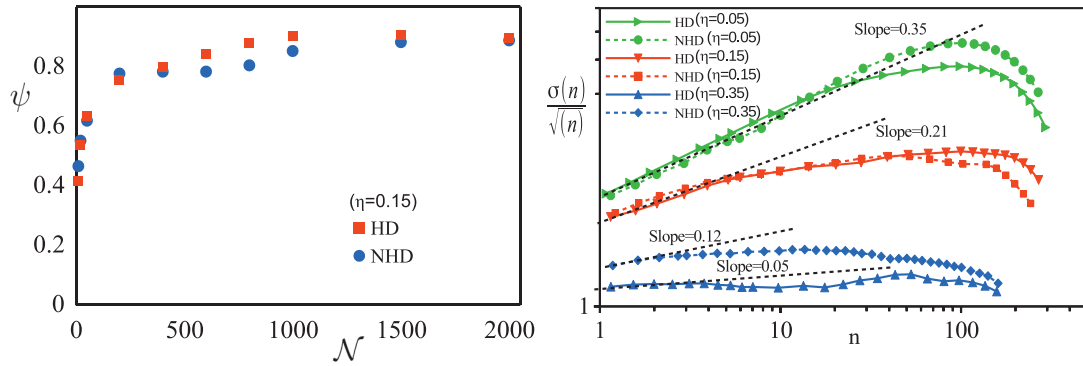 ψ
0.8
0.6
0.4
0.2
0
(η=0.15)
HD
NHD
0
500
1000
1500
2000
𝒩
σ(n)
√(n)
HD(η=0.05)
NHD(η=0.05)
HD(η=0.15)
NHD(η=0.15)
HD(η=0.35)
NHD(η=0.35)
Slope=0.35
Slope=0.21
Slope=0.12
Slope=0.05
1
1
10
100
n